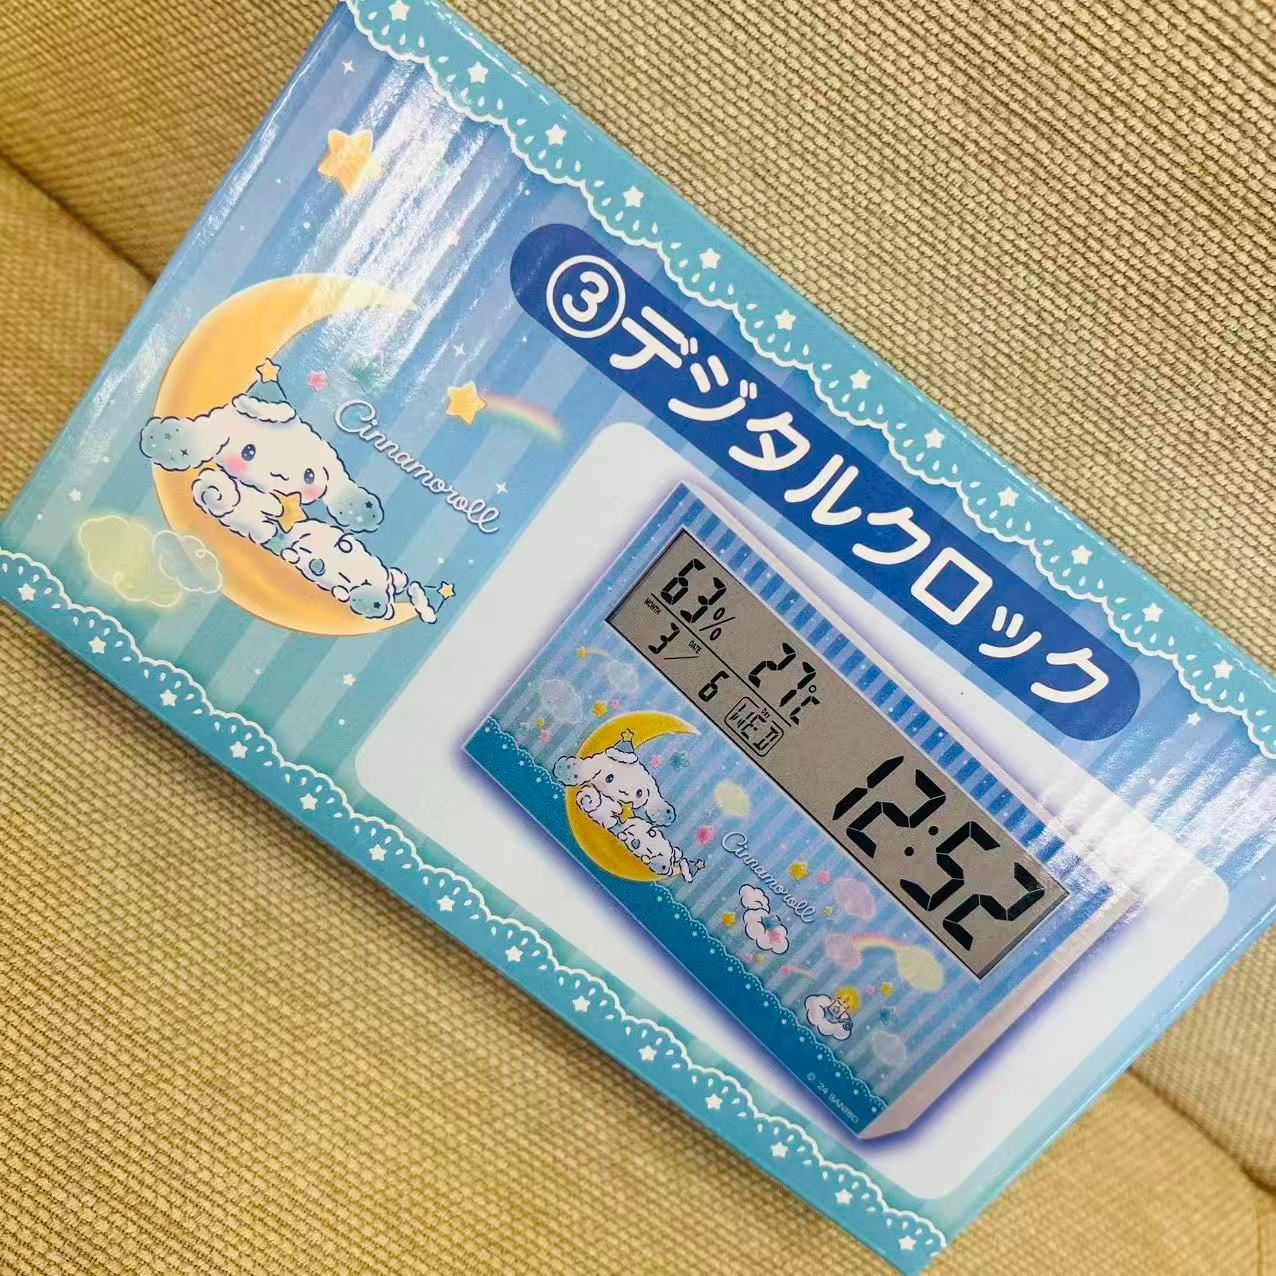 ③デジタルクロック
Cinnamoroll
63%
27℃
MONTH
DATE
3/6
Day
WED
12:52
Cinnamoroll
© '24 SANRIO